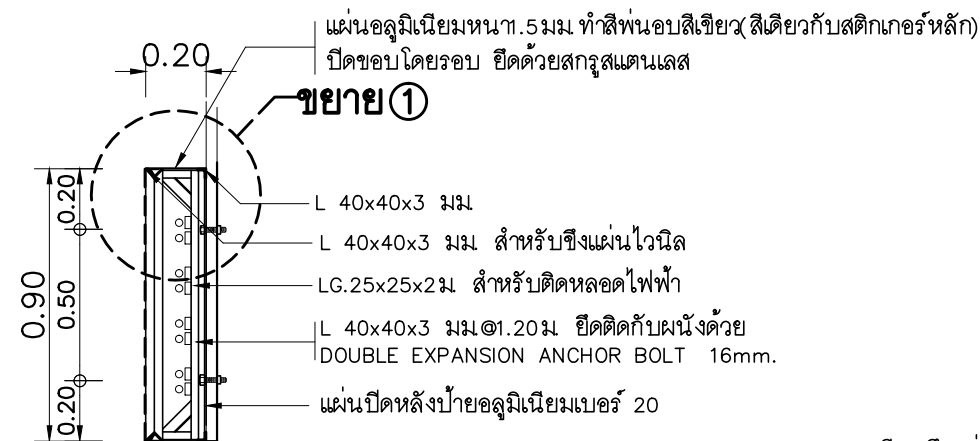 แผ่นอลูมิเนียมหนา1.5มม. ทำสีพ่นอบสีเขียว(สีเดียวกับสติกเกอร์หลัก)
ปิดขอบโดยรอบ ยึดด้วยสกรูสแตนเลส
0.20
ขยาย①
L 40x40x3 มม.
L 40x40x3 มม. สำหรับขึงแผ่นไวนิล
LG.25x25x2ม. สำหรับติดหลอดไฟฟ้า
L 40x40x3 มม.@1.20ม. ยึดติดกับผนังด้วย
DOUBLE EXPANSION ANCHOR BOLT 16mm.
แผ่นปิดหลังป้ายอลูมิเนียมเบอร์ 20
0.20
0.50
0.90
0.20